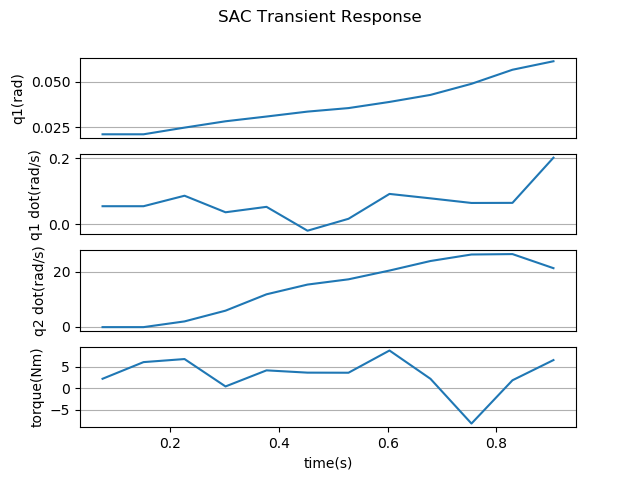 SAC Transient Response
q1(rad)
0.050
0.025
q1 dot(rad/s)
0.2
0.0
q2 dot(rad/s)
20
0
torque(Nm)
5
0
−5
0.2 0.4 0.6 0.8
time(s)